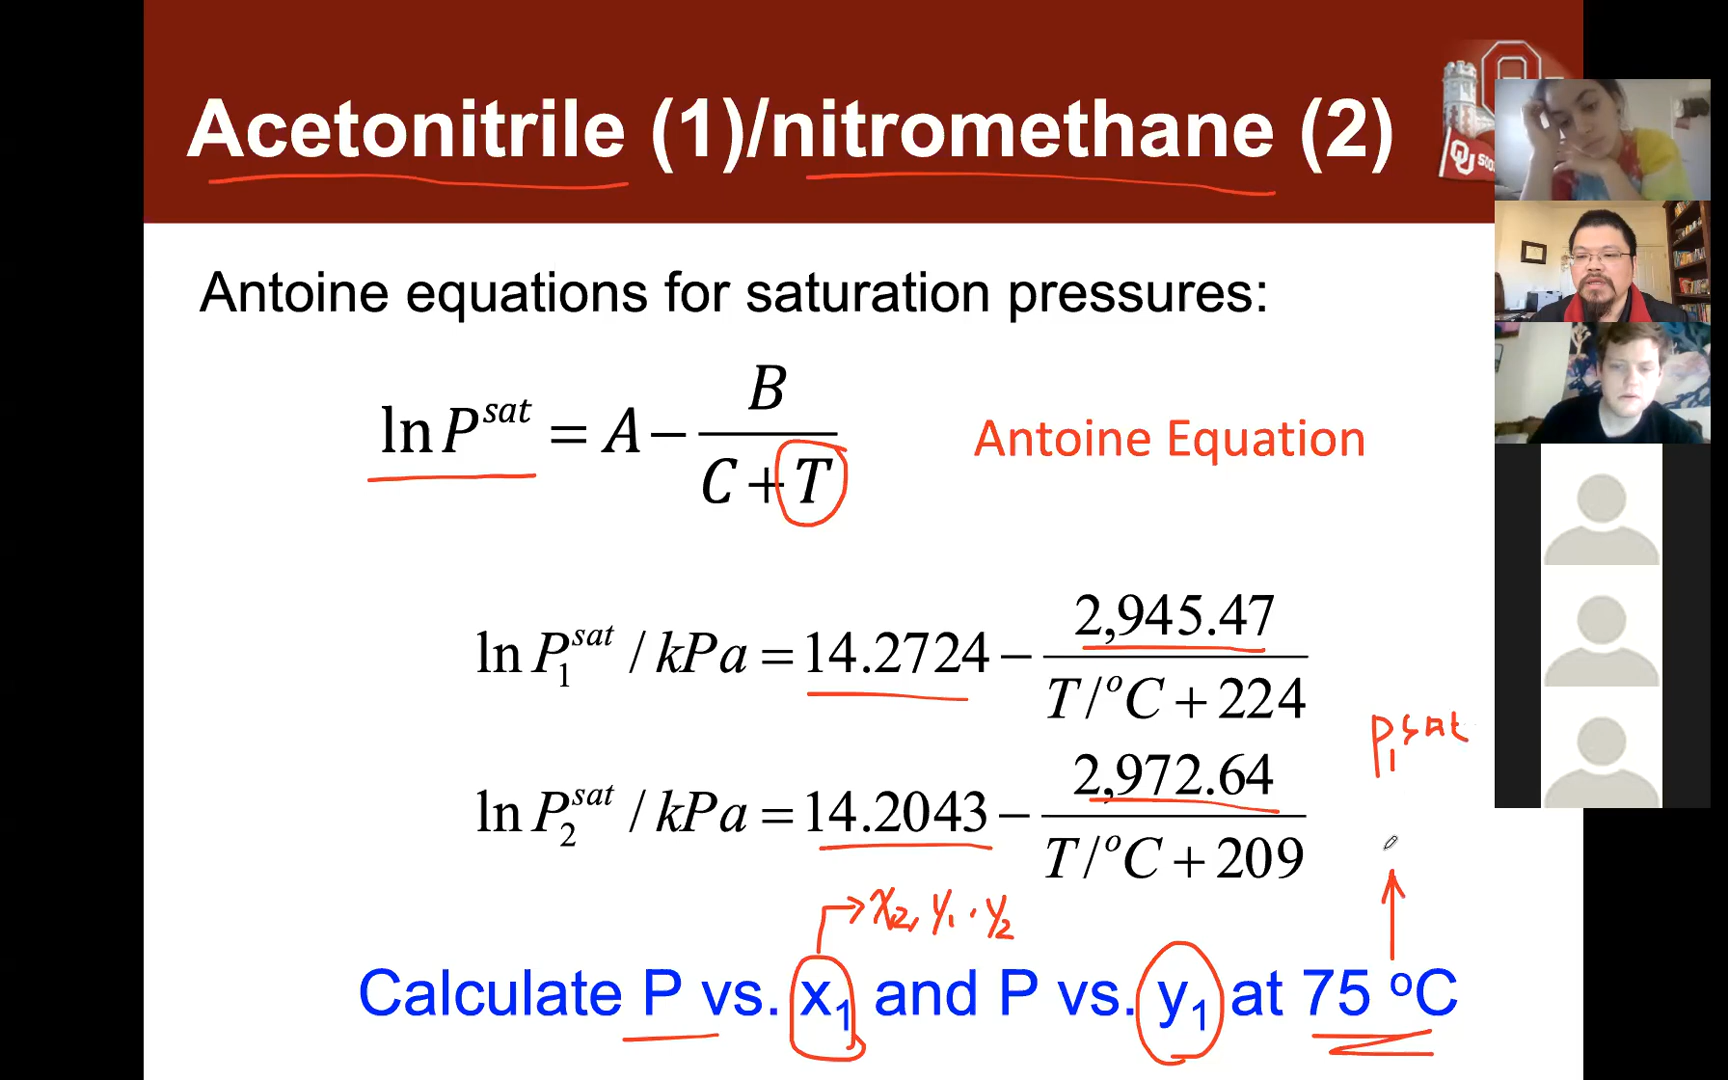 Acetonitrile (1)/nitromethane (2)
OU
Antoine equations for saturation pressures:
ln P^sat = A − B/(C + T)
Antoine Equation
ln P₁^sat / kPa = 14.2724 − 2,945.47/(T/°C + 224)
P₁^sat
ln P₂^sat / kPa = 14.2043 − 2,972.64/(T/°C + 209)
→ x₂, y₁, y₂
Calculate P vs. x₁ and P vs. y₁ at 75 °C